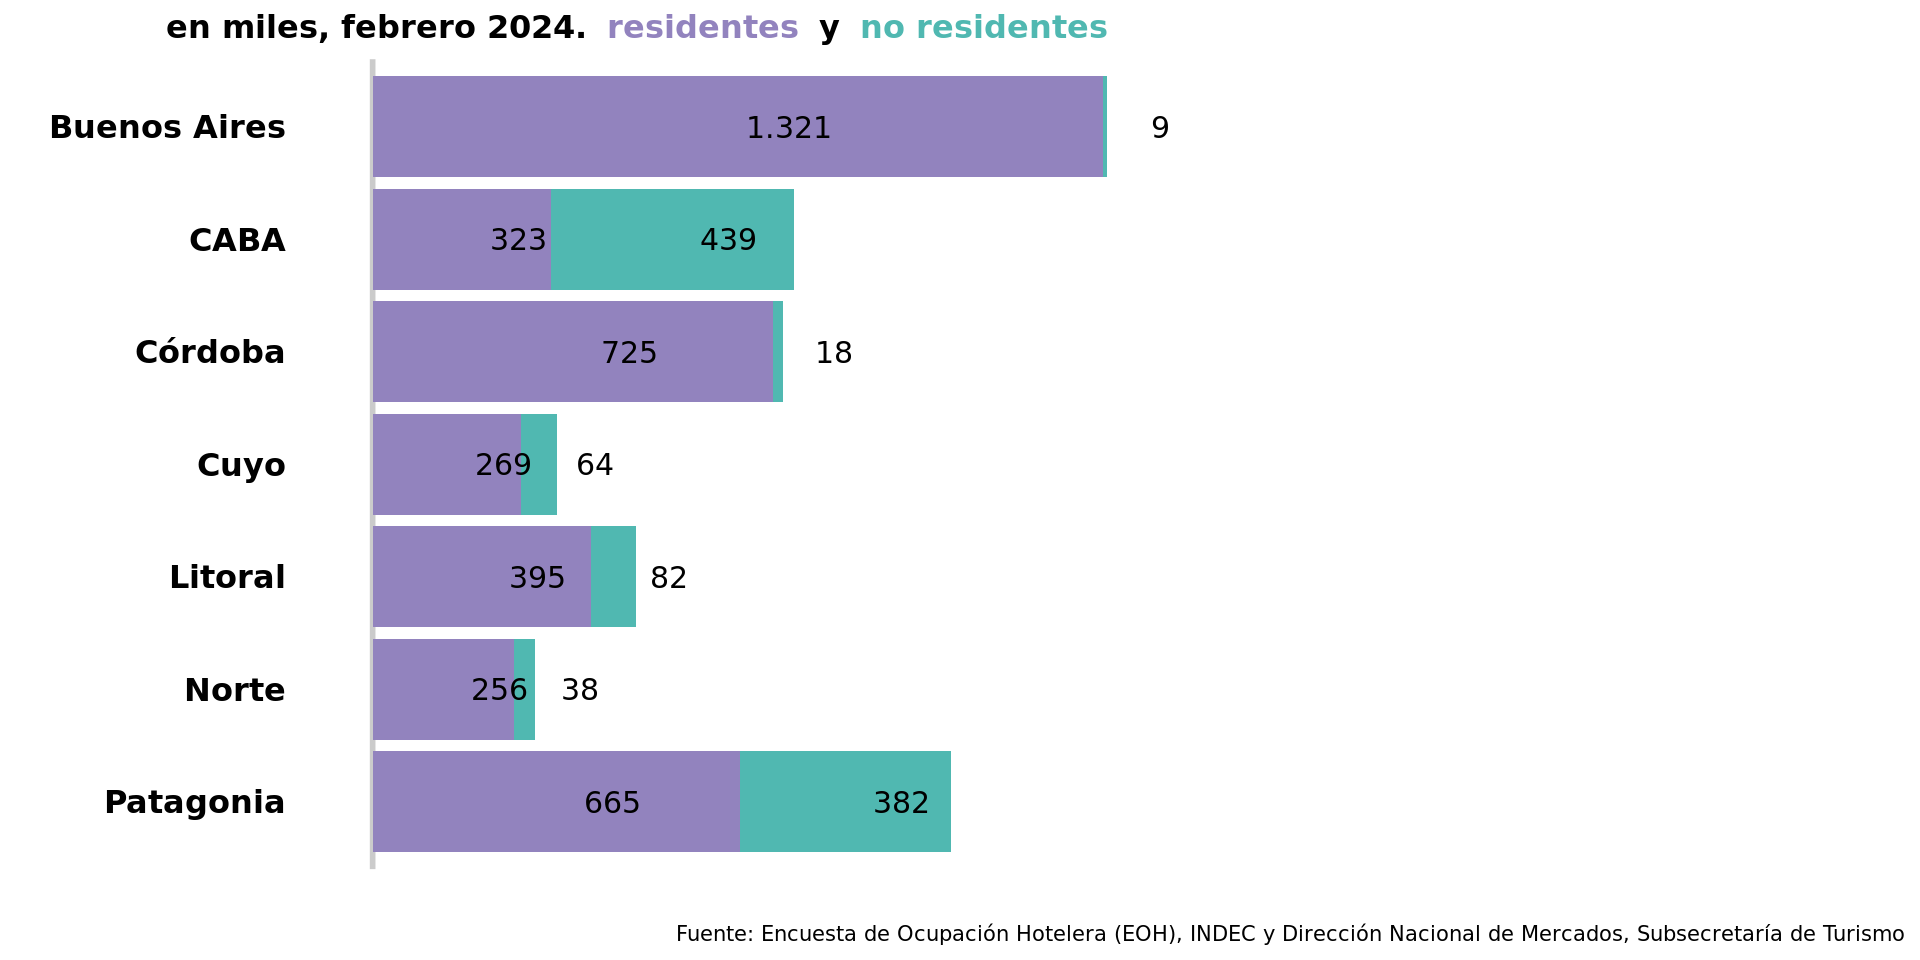 en miles, febrero 2024. residentes y no residentes
Buenos Aires 1.321 9
CABA 323 439
Córdoba 725 18
Cuyo 269 64
Litoral 395 82
Norte 256 38
Patagonia 665 382
Fuente: Encuesta de Ocupación Hotelera (EOH), INDEC y Dirección Nacional de Mercados, Subsecretaría de Turismo